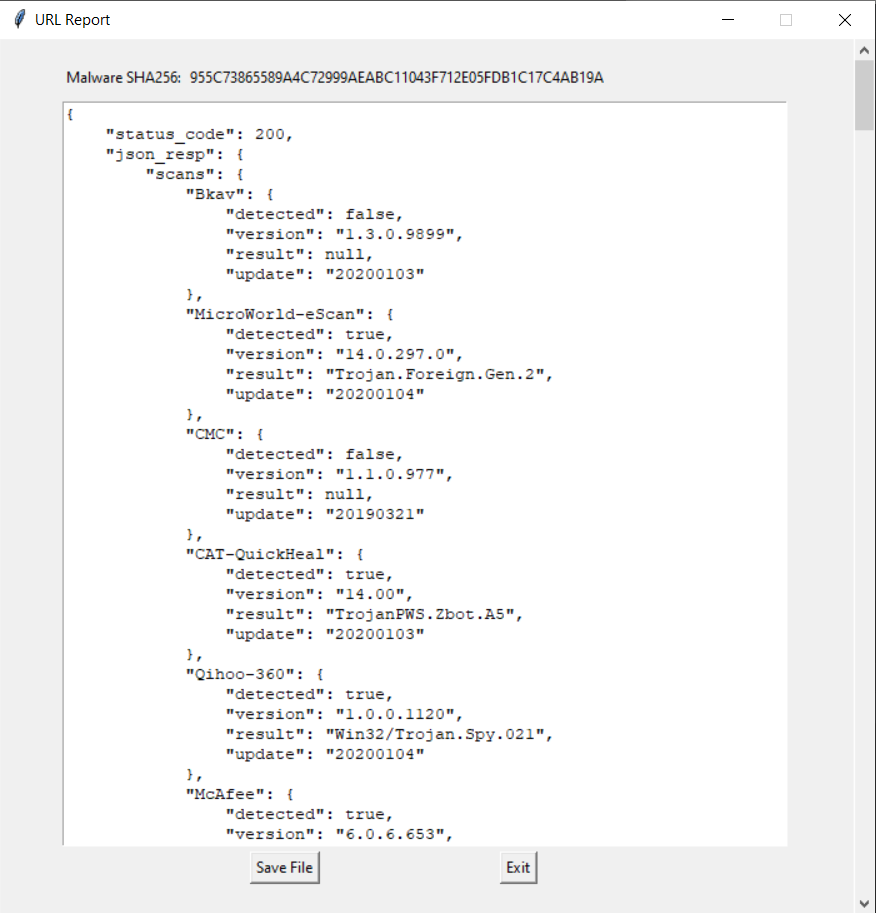 URL Report
Malware SHA256: 955C73865589A4C72999AEABC11043F712E05FDB1C17C4AB19A
{
    "status_code": 200,
    "json_resp": {
        "scans": {
            "Bkav": {
                "detected": false,
                "version": "1.3.0.9899",
                "result": null,
                "update": "20200103"
            },
            "MicroWorld-eScan": {
                "detected": true,
                "version": "14.0.297.0",
                "result": "Trojan.Foreign.Gen.2",
                "update": "20200104"
            },
            "CMC": {
                "detected": false,
                "version": "1.1.0.977",
                "result": null,
                "update": "20190321"
            },
            "CAT-QuickHeal": {
                "detected": true,
                "version": "14.00",
                "result": "TrojanPWS.Zbot.A5",
                "update": "20200103"
            },
            "Qihoo-360": {
                "detected": true,
                "version": "1.0.0.1120",
                "result": "Win32/Trojan.Spy.021",
                "update": "20200104"
            },
            "McAfee": {
                "detected": true,
                "version": "6.0.6.653",
Save File Exit